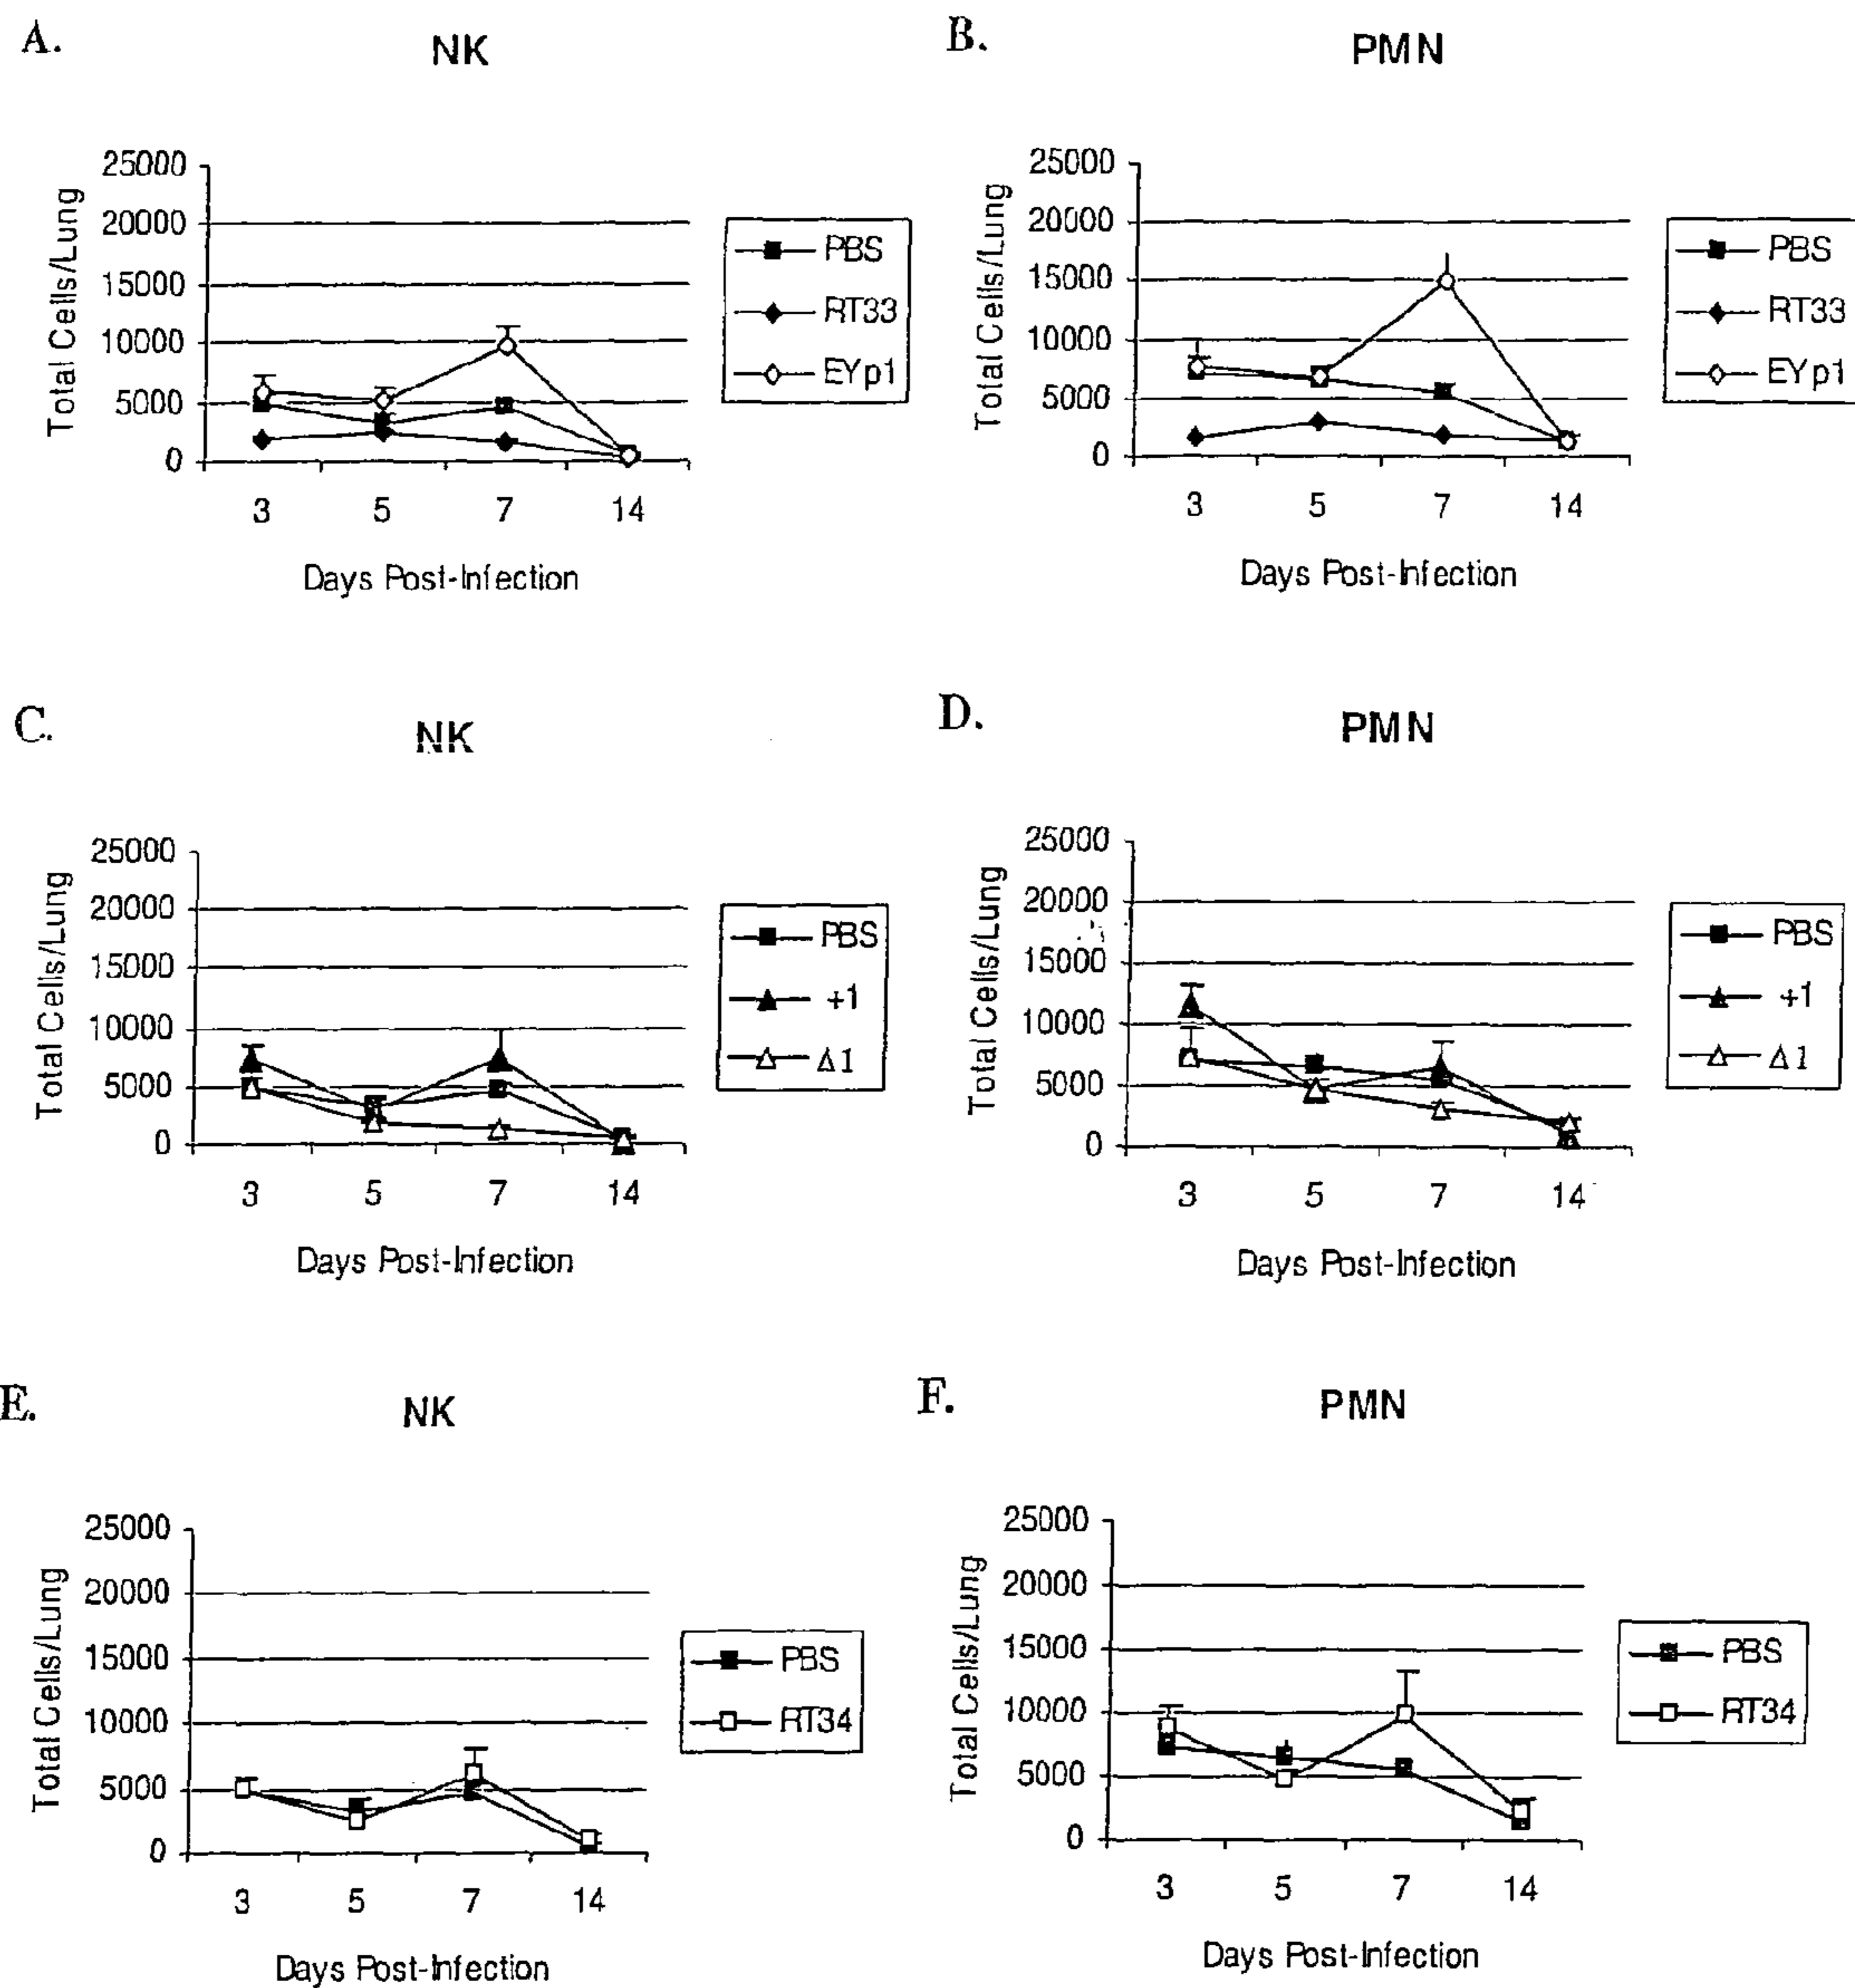 A.
NK
25000
20000
15000
10000
5000
0
Total Cells/Lung
3 5 7 14
Days Post-Infection
PBS
RT33
EYp1
B.
PMN
25000
20000
15000
10000
5000
0
Total Cells/Lung
3 5 7 14
Days Post-Infection
PBS
RT33
EYp1
C.
NK
25000
20000
15000
10000
5000
0
Total Cells/Lung
3 5 7 14
Days Post-Infection
PBS
+1
Δ1
D.
PMN
25000
20000
15000
10000
5000
0
Total Cells/Lung
3 5 7 14
Days Post-Infection
PBS
+1
Δ1
E.
NK
25000
20000
15000
10000
5000
0
Total Cells/Lung
3 5 7 14
Days Post-Infection
PBS
RT34
F.
PMN
25000
20000
15000
10000
5000
0
Total Cells/Lung
3 5 7 14
Days Post-Infection
PBS
RT34